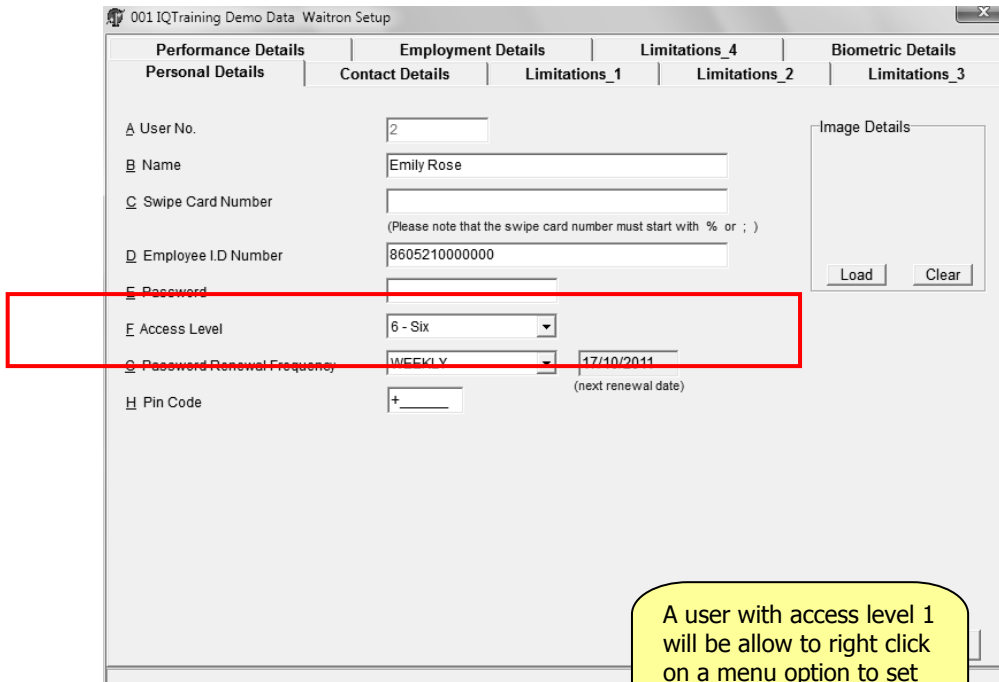 001 IQTraining Demo Data Waitron Setup
x
Performance Details Employment Details Limitations_4 Biometric Details
Personal Details Contact Details Limitations_1 Limitations_2 Limitations_3
A User No. 2
Image Details
B Name Emily Rose
C Swipe Card Number
(Please note that the swipe card number must start with % or ; )
D Employee I.D Number 8605210000000
Load Clear
E Password
F Access Level 6 - Six
G Password Renewal Frequency WEEKLY 17/10/2011
(next renewal date)
H Pin Code +______
A user with access level 1
will be allow to right click
on a menu option to set